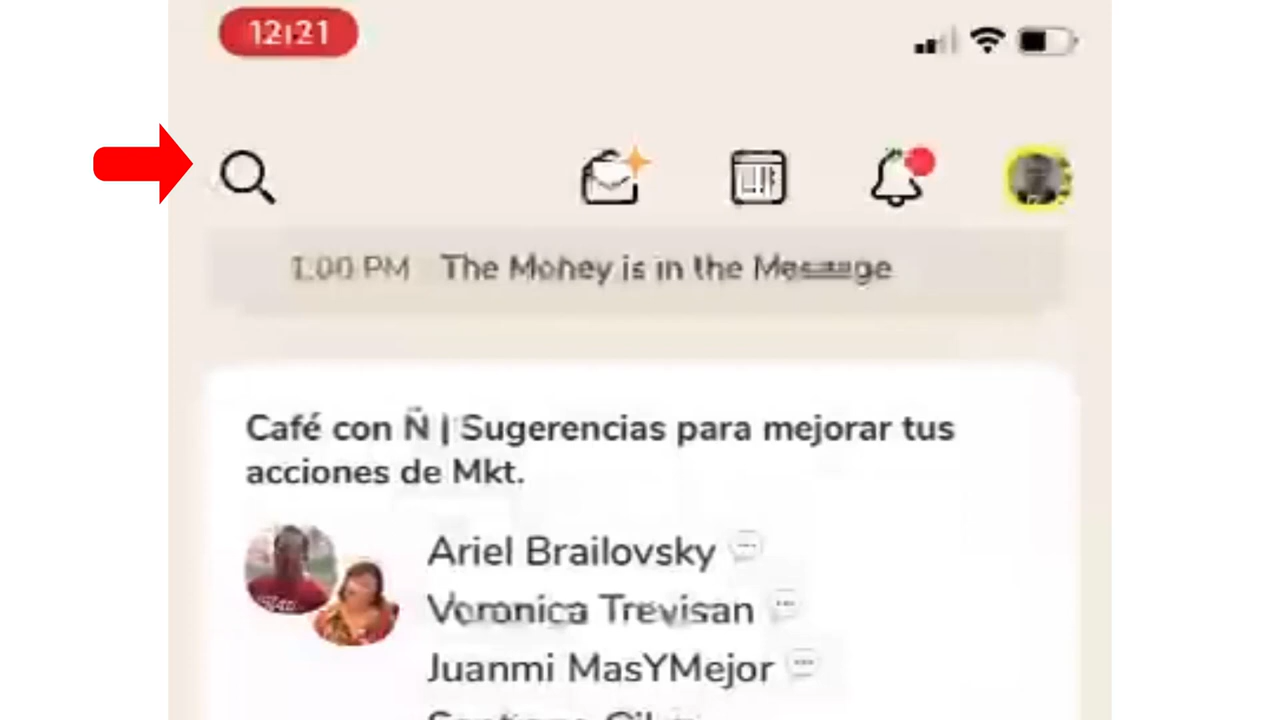 12:21
1:00 PM The Money is in the Message
Café con Ñ | Sugerencias para mejorar tus
acciones de Mkt.
Ariel Brailovsky
Veronica Trevisan
Juanmi MasYMejor